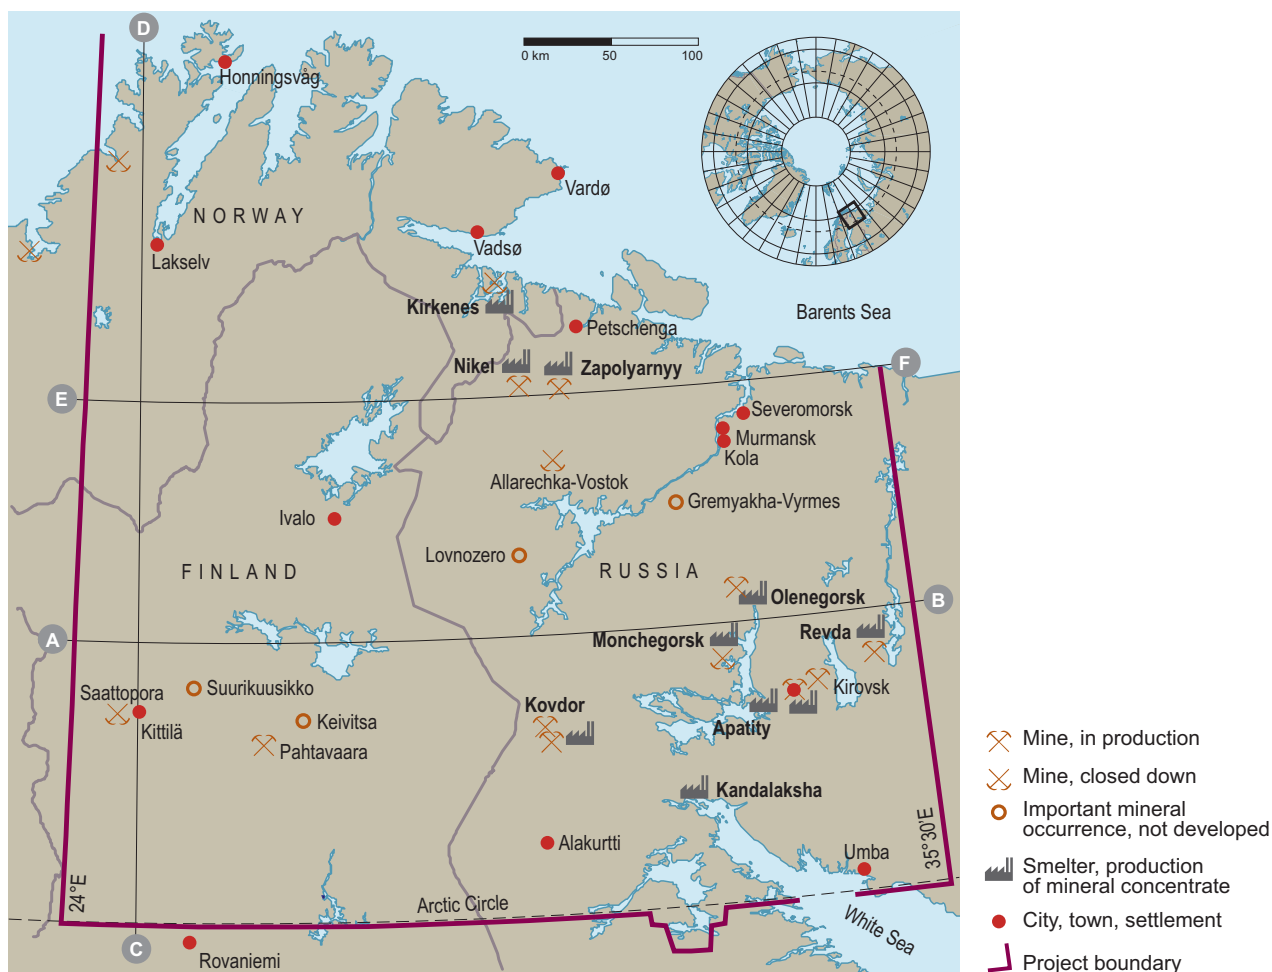 D
0 km 50 100
Honningsvåg
Vardø
NORWAY
Vadsø
Lakselv
Kirkenes
Barents Sea
Petschenga
Nikel
Zapolyarnyy
F
E
Severomorsk
Murmansk
Kola
Allarechka-Vostok
Gremyakha-Vyrmes
Ivalo
Lovnozero
FINLAND
RUSSIA
Olenegorsk
B
A
Monchegorsk
Revda
Saattopora
Suurikuusikko
Kirovsk
Kittilä
Keivitsa
Kovdor
Apatity
Pahtavaara
Kandalaksha
Alakurtti
Umba
35°30'E
24°E
Arctic Circle
White Sea
C
Rovaniemi
Mine, in production
Mine, closed down
Important mineral
occurrence, not developed
Smelter, production
of mineral concentrate
City, town, settlement
Project boundary